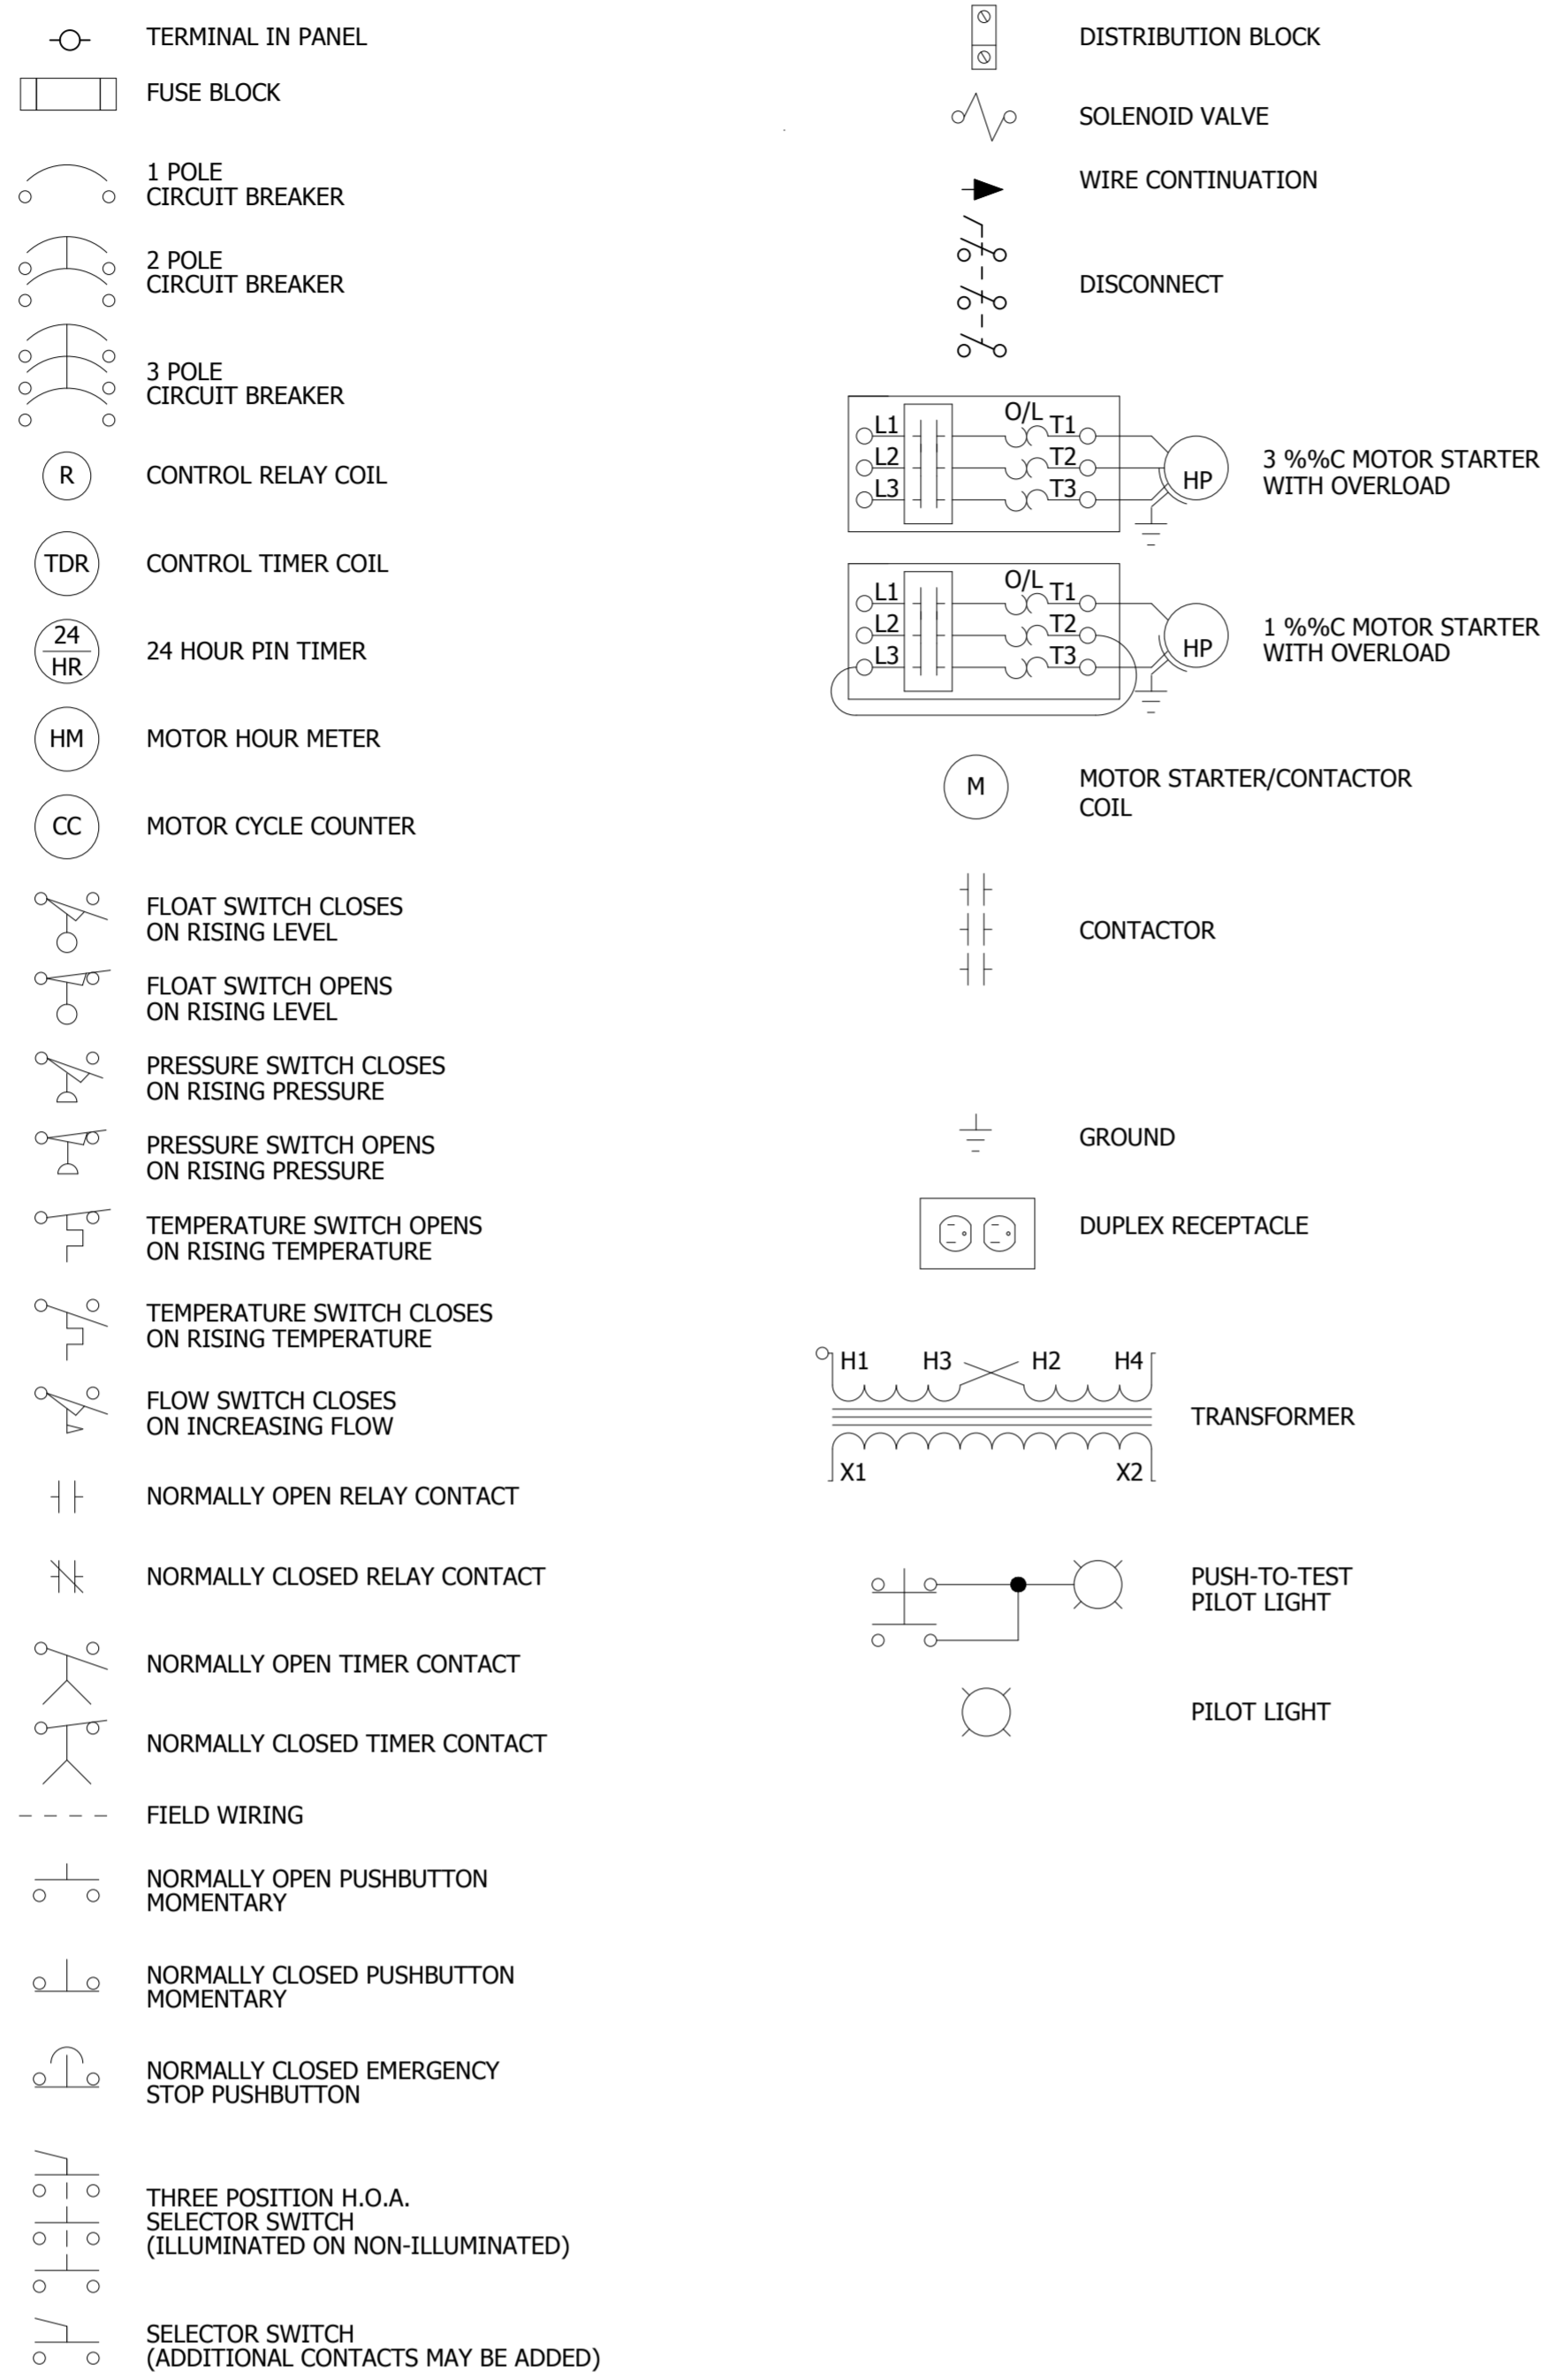 TERMINAL IN PANEL
FUSE BLOCK
1 POLE
CIRCUIT BREAKER
2 POLE
CIRCUIT BREAKER
3 POLE
CIRCUIT BREAKER
R
CONTROL RELAY COIL
TDR
CONTROL TIMER COIL
24
HR
24 HOUR PIN TIMER
HM
MOTOR HOUR METER
CC
MOTOR CYCLE COUNTER
FLOAT SWITCH CLOSES
ON RISING LEVEL
FLOAT SWITCH OPENS
ON RISING LEVEL
PRESSURE SWITCH CLOSES
ON RISING PRESSURE
PRESSURE SWITCH OPENS
ON RISING PRESSURE
TEMPERATURE SWITCH OPENS
ON RISING TEMPERATURE
TEMPERATURE SWITCH CLOSES
ON RISING TEMPERATURE
FLOW SWITCH CLOSES
ON INCREASING FLOW
NORMALLY OPEN RELAY CONTACT
NORMALLY CLOSED RELAY CONTACT
NORMALLY OPEN TIMER CONTACT
NORMALLY CLOSED TIMER CONTACT
FIELD WIRING
NORMALLY OPEN PUSHBUTTON
MOMENTARY
NORMALLY CLOSED PUSHBUTTON
MOMENTARY
NORMALLY CLOSED EMERGENCY
STOP PUSHBUTTON
THREE POSITION H.O.A.
SELECTOR SWITCH
(ILLUMINATED ON NON-ILLUMINATED)
SELECTOR SWITCH
(ADDITIONAL CONTACTS MAY BE ADDED)
DISTRIBUTION BLOCK
SOLENOID VALVE
WIRE CONTINUATION
DISCONNECT
O/L
L1 T1
L2 T2
L3 T3
HP
3 %%C MOTOR STARTER
WITH OVERLOAD
O/L
L1 T1
L2 T2
L3 T3
HP
1 %%C MOTOR STARTER
WITH OVERLOAD
M
MOTOR STARTER/CONTACTOR
COIL
CONTACTOR
GROUND
DUPLEX RECEPTACLE
H1 H3 H2 H4
TRANSFORMER
X1 X2
PUSH-TO-TEST
PILOT LIGHT
PILOT LIGHT